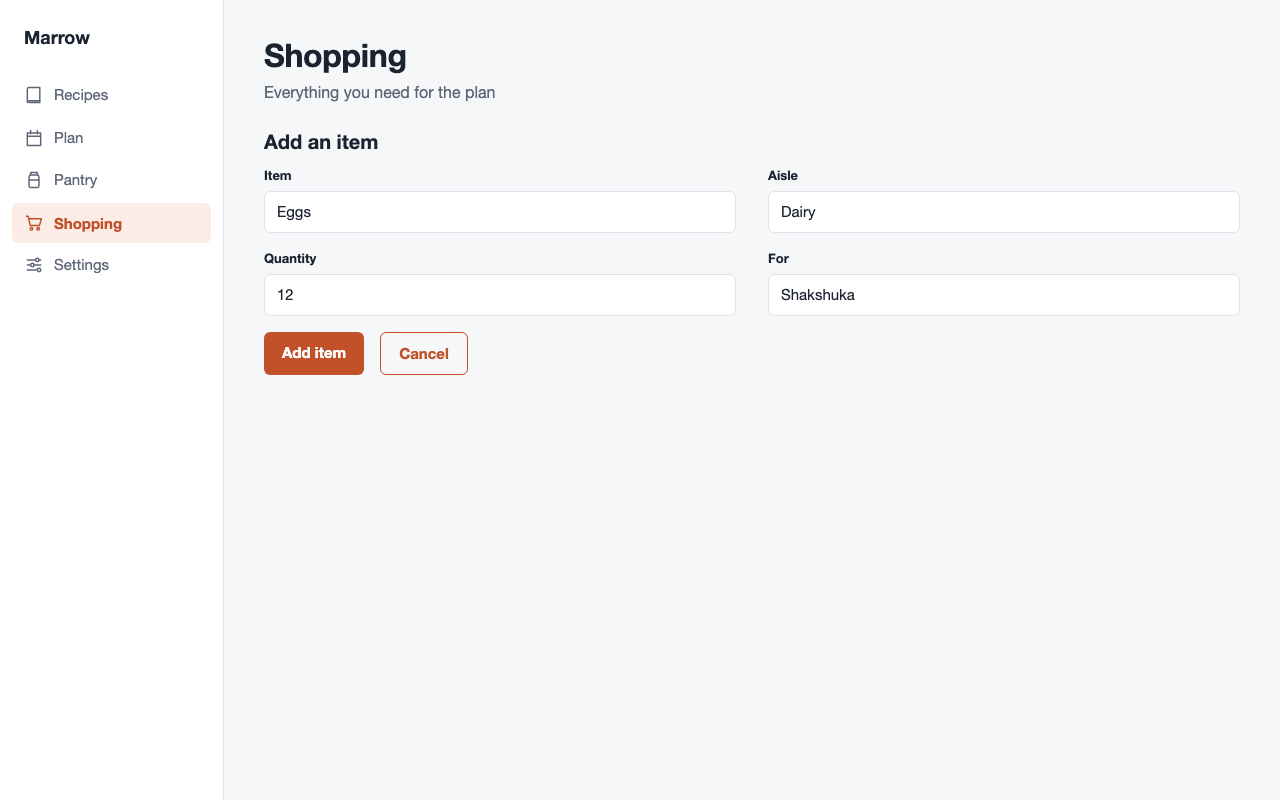 Marrow
Recipes
Plan
Pantry
Shopping
Settings
Shopping
Everything you need for the plan
Add an item
Item
Aisle
Eggs
Dairy
Quantity
For
12
Shakshuka
Add item
Cancel